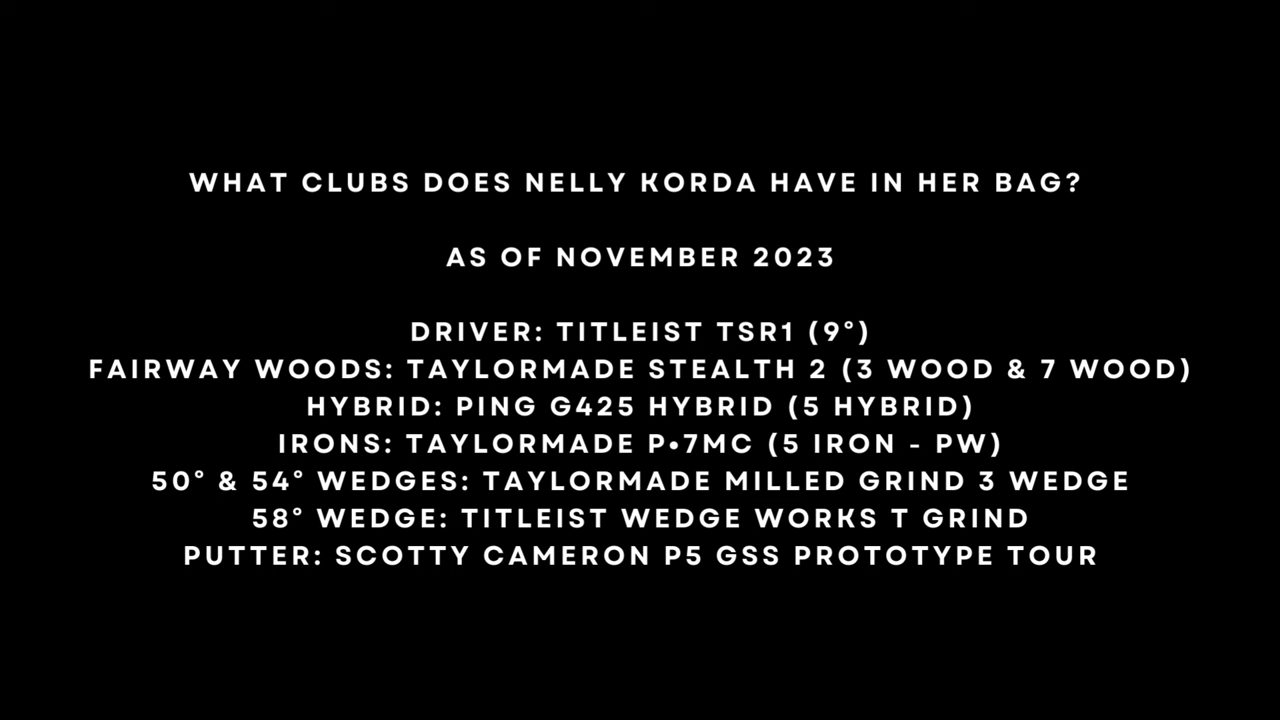 WHAT CLUBS DOES NELLY KORDA HAVE IN HER BAG?
AS OF NOVEMBER 2023
DRIVER: TITLEIST TSR1 (9°)
FAIRWAY WOODS: TAYLORMADE STEALTH 2 (3 WOOD & 7 WOOD)
HYBRID: PING G425 HYBRID (5 HYBRID)
IRONS: TAYLORMADE P•7MC (5 IRON - PW)
50° & 54° WEDGES: TAYLORMADE MILLED GRIND 3 WEDGE
58° WEDGE: TITLEIST WEDGE WORKS T GRIND
PUTTER: SCOTTY CAMERON P5 GSS PROTOTYPE TOUR